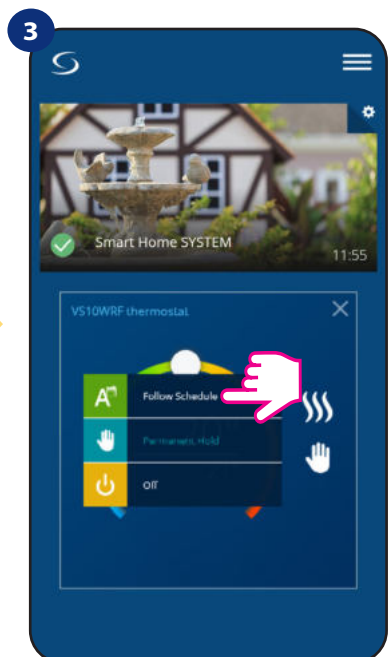 3
Smart Home SYSTEM
11:55
VS10WRF thermostat
A Follow Schedule
Permanent Hold
Off